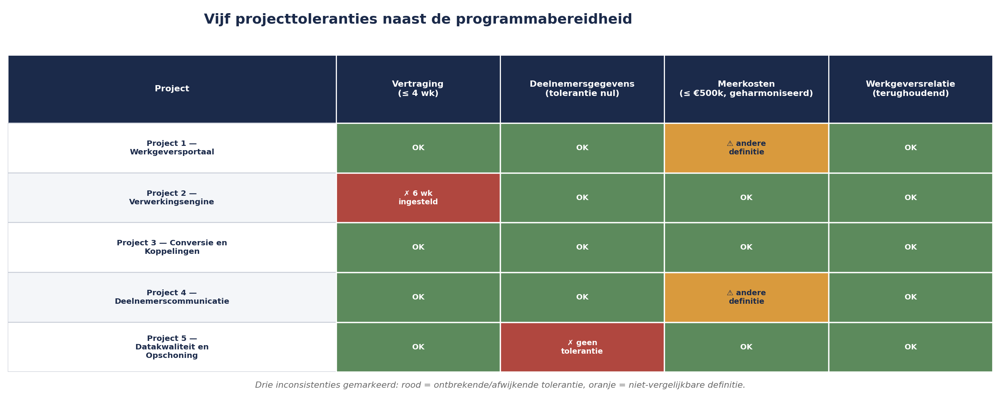 Vijf projecttoleranties naast de programmabereidheid
Project
Vertraging
(≤ 4 wk)
Deelnemersgegevens
(tolerantie nul)
Meerkosten
(≤ €500k, geharmoniseerd)
Werkgeversrelatie
(terughoudend)
Project 1 —
Werkgeversportaal
OK
OK
⚠ andere
definitie
OK
Project 2 —
Verwerkingsengine
✗ 6 wk
ingesteld
OK
OK
OK
Project 3 — Conversie en
Koppelingen
OK
OK
OK
OK
Project 4 —
Deelnemerscommunicatie
OK
OK
⚠ andere
definitie
OK
Project 5 —
Datakwaliteit en
Opschoning
OK
✗ geen
tolerantie
OK
OK
Drie inconsistenties gemarkeerd: rood = ontbrekende/afwijkende tolerantie, oranje = niet-vergelijkbare definitie.